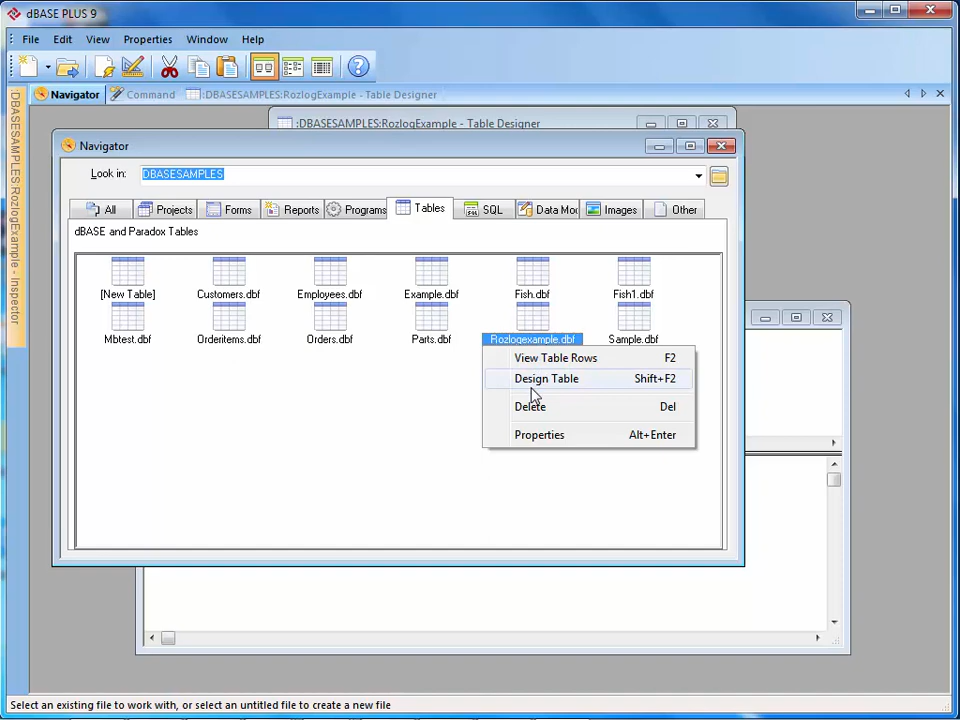 dBASE PLUS 9
File Edit View Properties Window Help
Navigator Command :DBASESAMPLES:RozlogExample - Table Designer
:DBASESAMPLES:RozlogExample - Inspector
:DBASESAMPLES:RozlogExample - Table Designer
Navigator
Look in: DBASESAMPLES
All Projects Forms Reports Programs Tables SQL Data Mod Images Other
dBASE and Paradox Tables
[New Table] Customers.dbf Employees.dbf Example.dbf Fish.dbf Fish1.dbf
Mbtest.dbf Orderitems.dbf Orders.dbf Parts.dbf Rozlogexample.dbf Sample.dbf
View Table Rows F2
Design Table Shift+F2
Delete Del
Properties Alt+Enter
Select an existing file to work with, or select an untitled file to create a new file